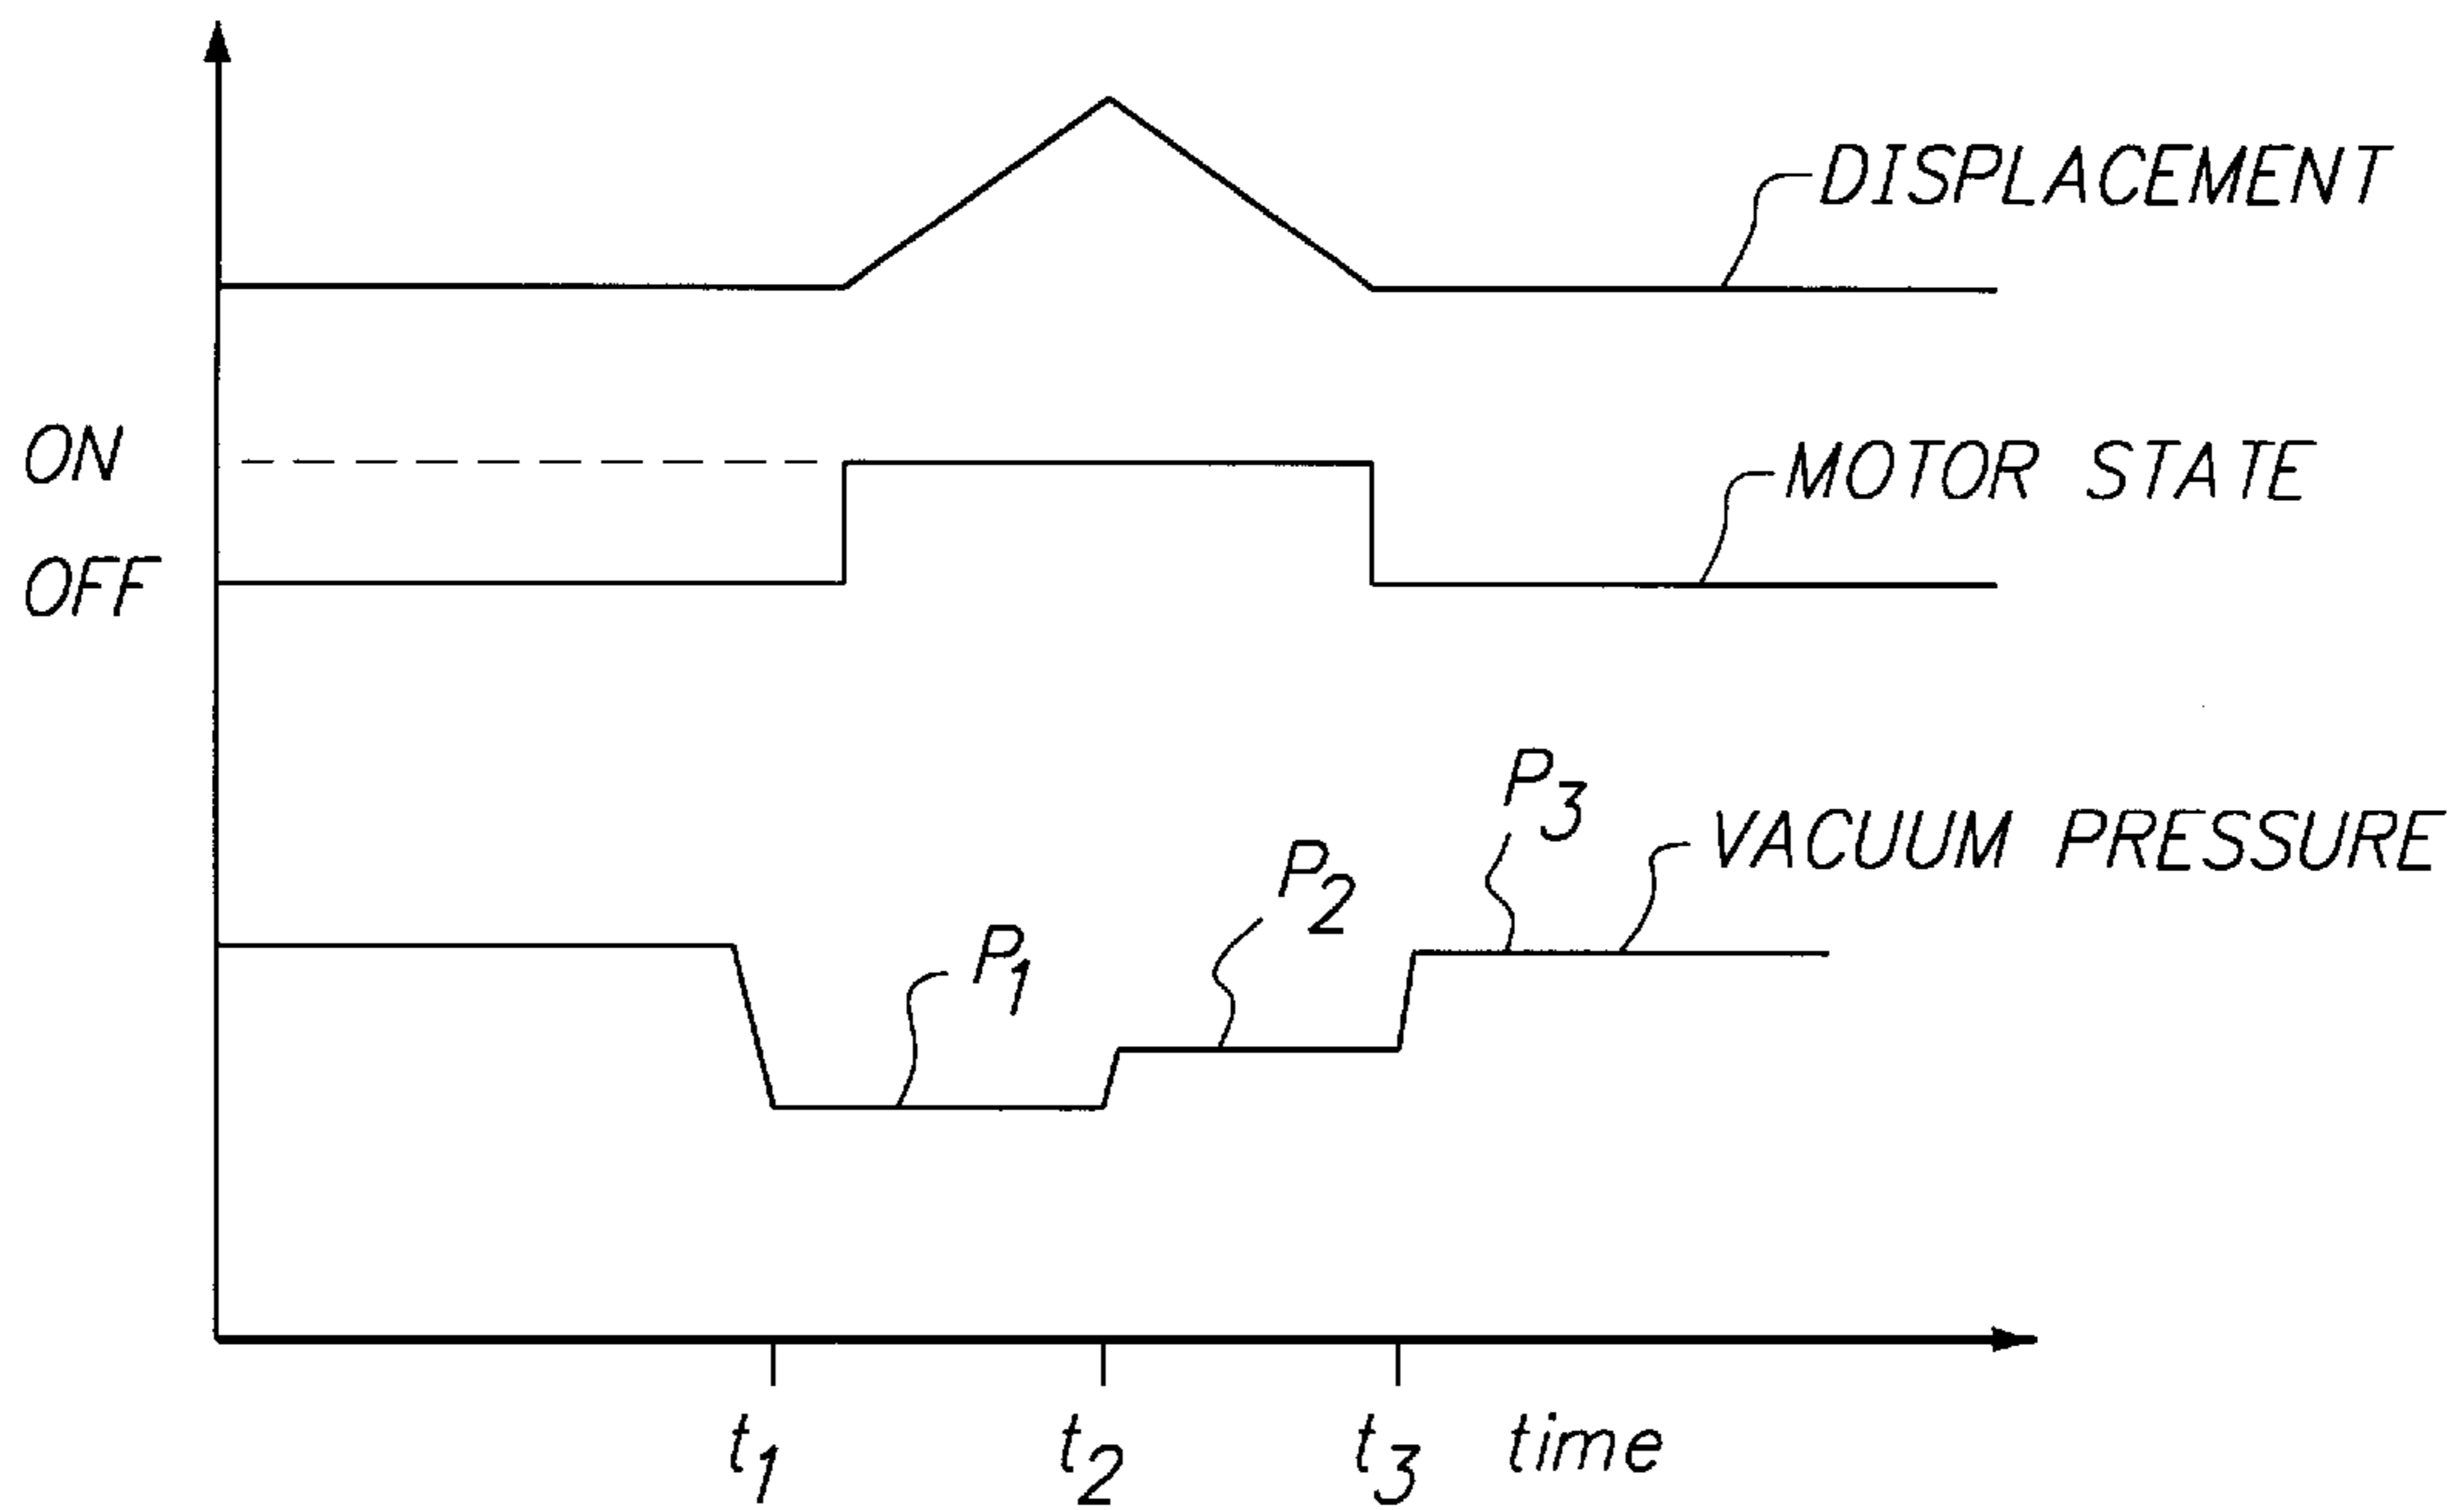 DISPLACEMENT
ON
MOTOR STATE
OFF
P3
VACUUM PRESSURE
P2
P1
t1
t2
t3
time